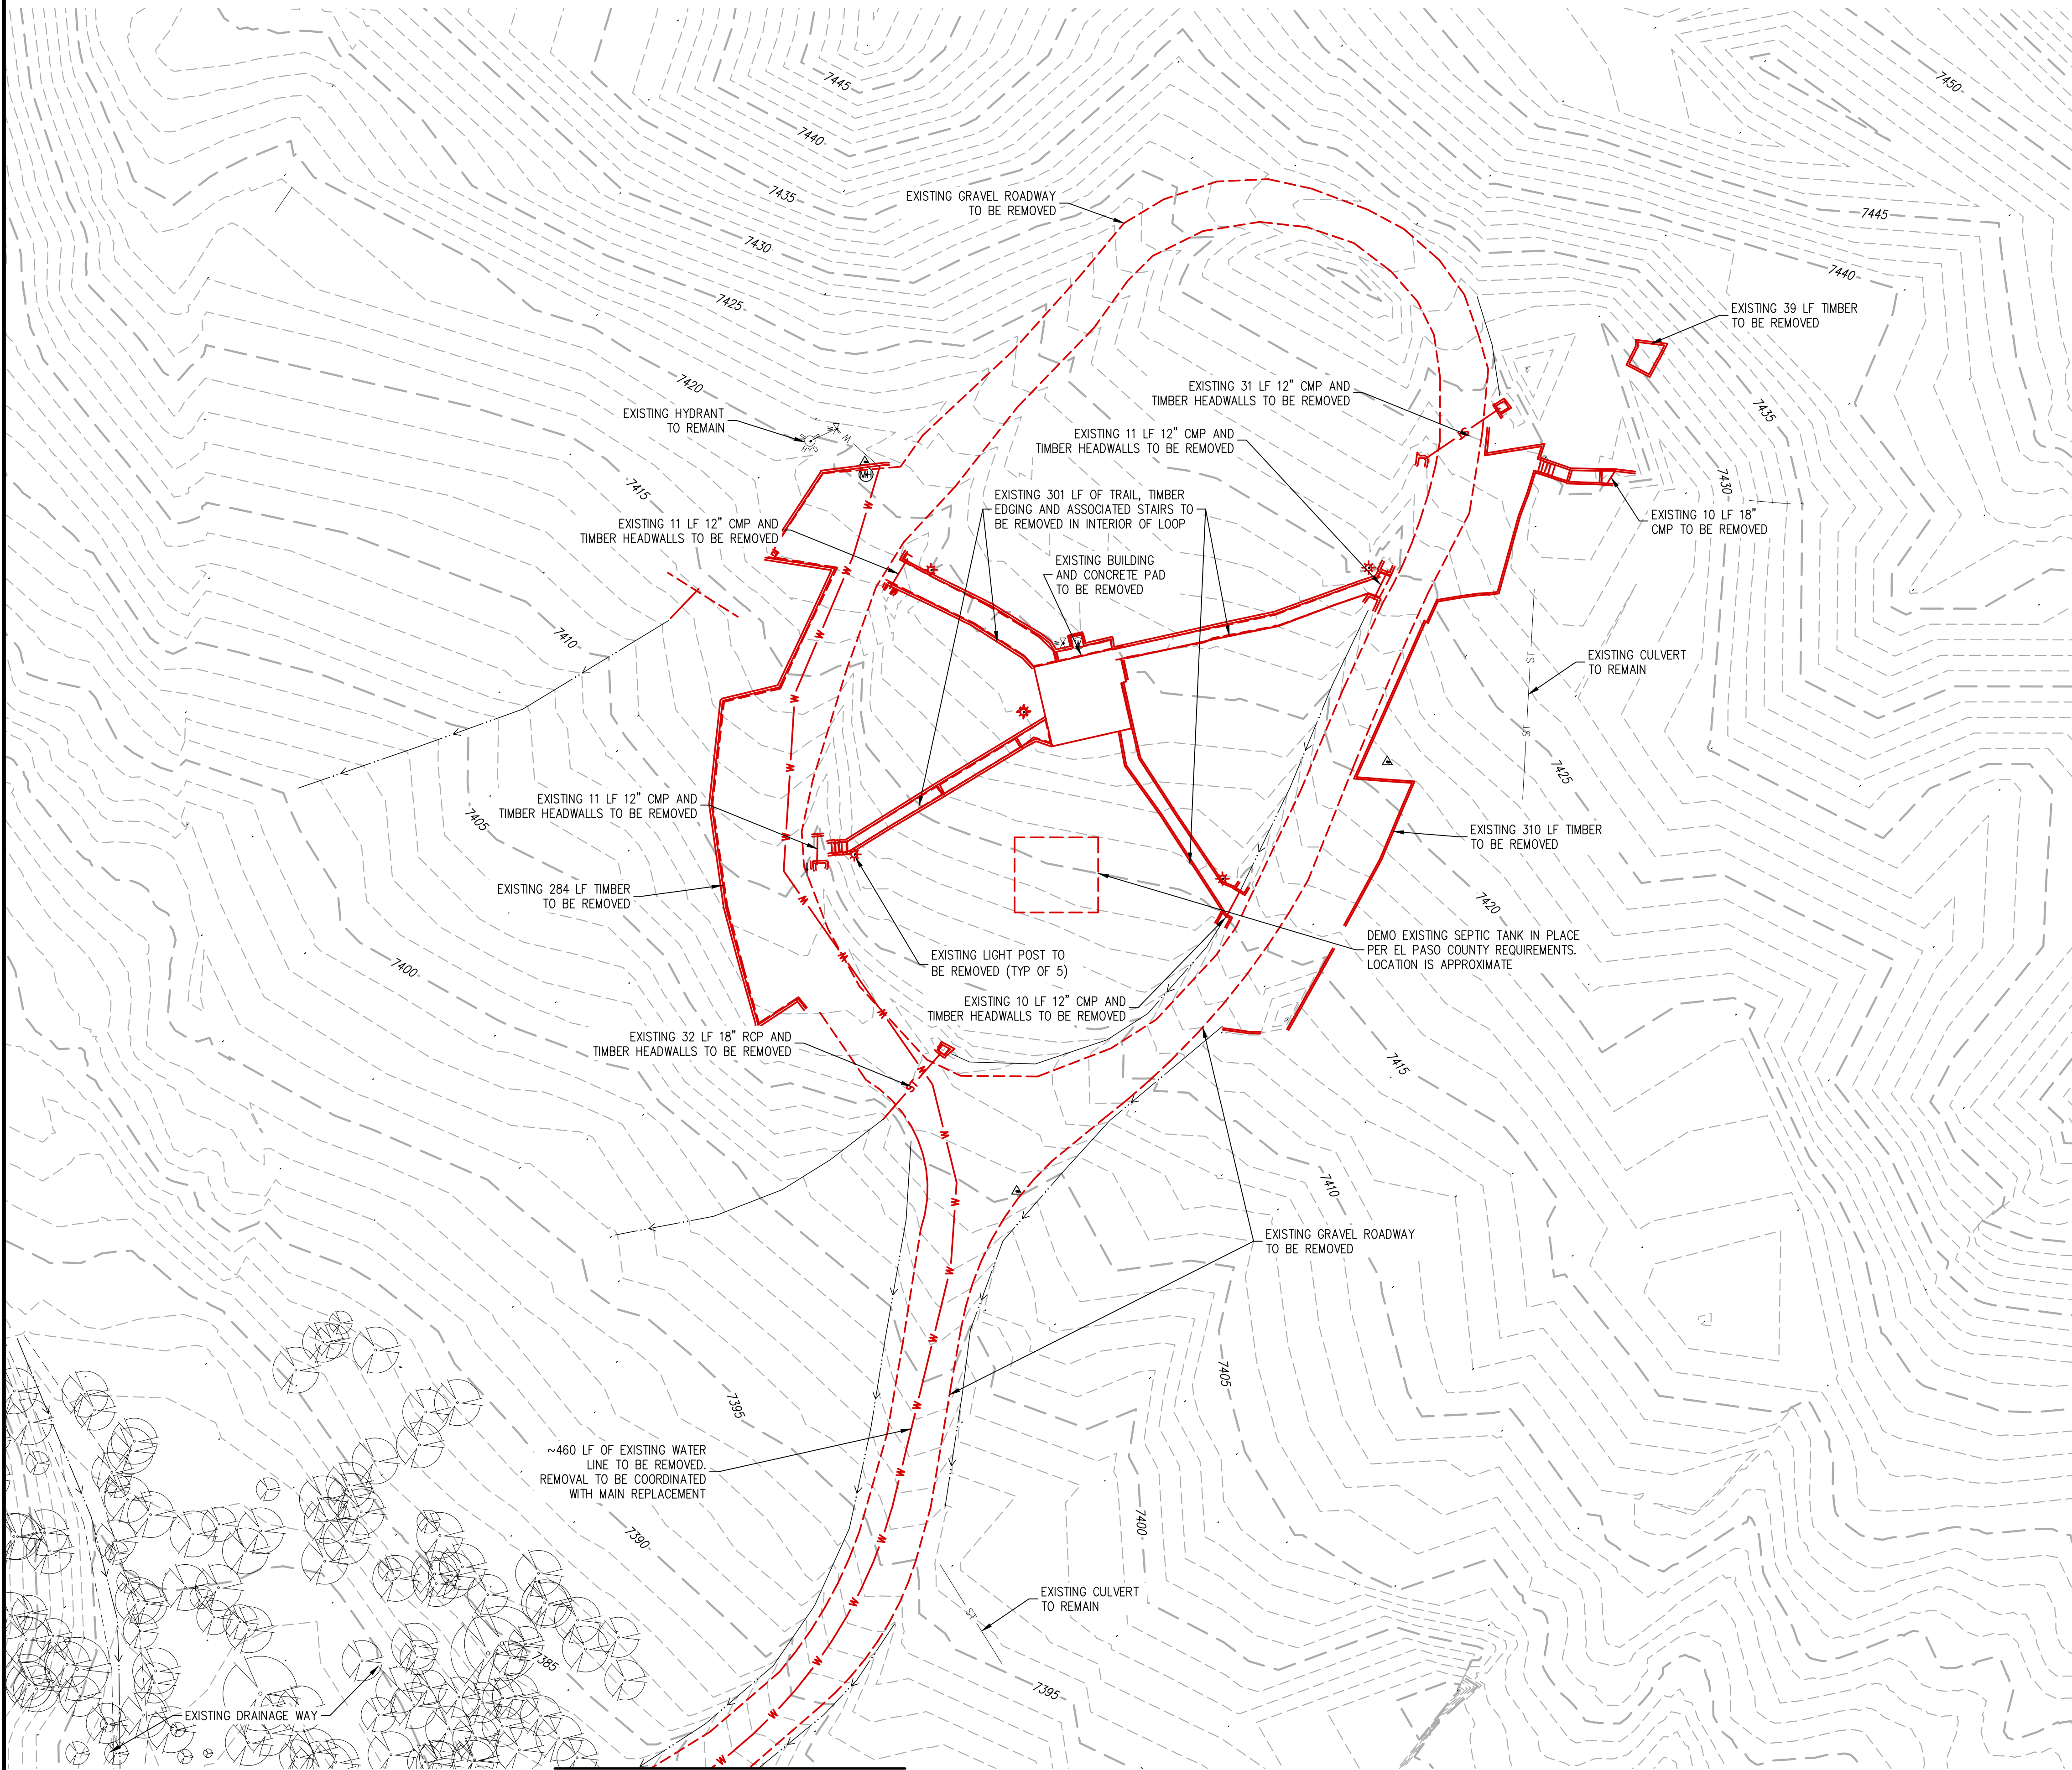 7445
7450
7440
7435
EXISTING GRAVEL ROADWAY
TO BE REMOVED
7445
7430
7440
7425
EXISTING 39 LF TIMBER
TO BE REMOVED
7420
EXISTING 31 LF 12" CMP AND
TIMBER HEADWALLS TO BE REMOVED
7435
EXISTING HYDRANT
TO REMAIN
EXISTING 11 LF 12" CMP AND
TIMBER HEADWALLS TO BE REMOVED
7415
7430
EXISTING 301 LF OF TRAIL, TIMBER
EDGING AND ASSOCIATED STAIRS TO
BE REMOVED IN INTERIOR OF LOOP
EXISTING 11 LF 12" CMP AND
TIMBER HEADWALLS TO BE REMOVED
EXISTING 10 LF 18"
CMP TO BE REMOVED
EXISTING BUILDING
AND CONCRETE PAD
TO BE REMOVED
7410
EXISTING CULVERT
TO REMAIN
ST
ST
7425
EXISTING 11 LF 12" CMP AND
TIMBER HEADWALLS TO BE REMOVED
7405
EXISTING 310 LF TIMBER
TO BE REMOVED
EXISTING 284 LF TIMBER
TO BE REMOVED
7420
DEMO EXISTING SEPTIC TANK IN PLACE
PER EL PASO COUNTY REQUIREMENTS.
LOCATION IS APPROXIMATE
EXISTING LIGHT POST TO
BE REMOVED (TYP OF 5)
7400
EXISTING 10 LF 12" CMP AND
TIMBER HEADWALLS TO BE REMOVED
EXISTING 32 LF 18" RCP AND
TIMBER HEADWALLS TO BE REMOVED
7415
ST
7410
EXISTING GRAVEL ROADWAY
TO BE REMOVED
7405
7395
~460 LF OF EXISTING WATER
LINE TO BE REMOVED.
REMOVAL TO BE COORDINATED
WITH MAIN REPLACEMENT
7400
7390
EXISTING CULVERT
TO REMAIN
ST
7385
7395
EXISTING DRAINAGE WAY